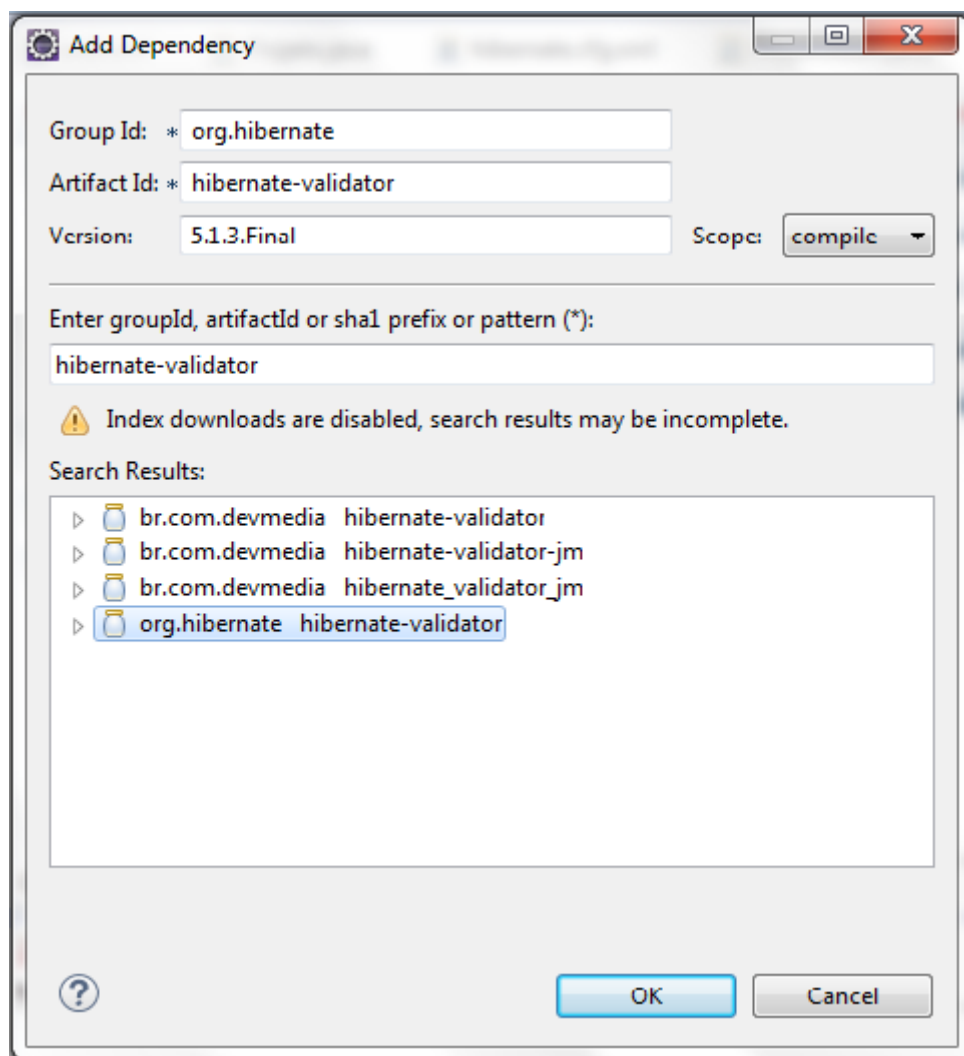 Add Dependency
Group Id: * org.hibernate
Artifact Id: * hibernate-validator
Version: 5.1.3.Final Scope: compile
Enter groupId, artifactId or sha1 prefix or pattern (*):
hibernate-validator
Index downloads are disabled, search results may be incomplete.
Search Results:
br.com.devmedia hibernate-validator
br.com.devmedia hibernate-validator-jm
br.com.devmedia hibernate_validator_jm
org.hibernate hibernate-validator
? OK Cancel